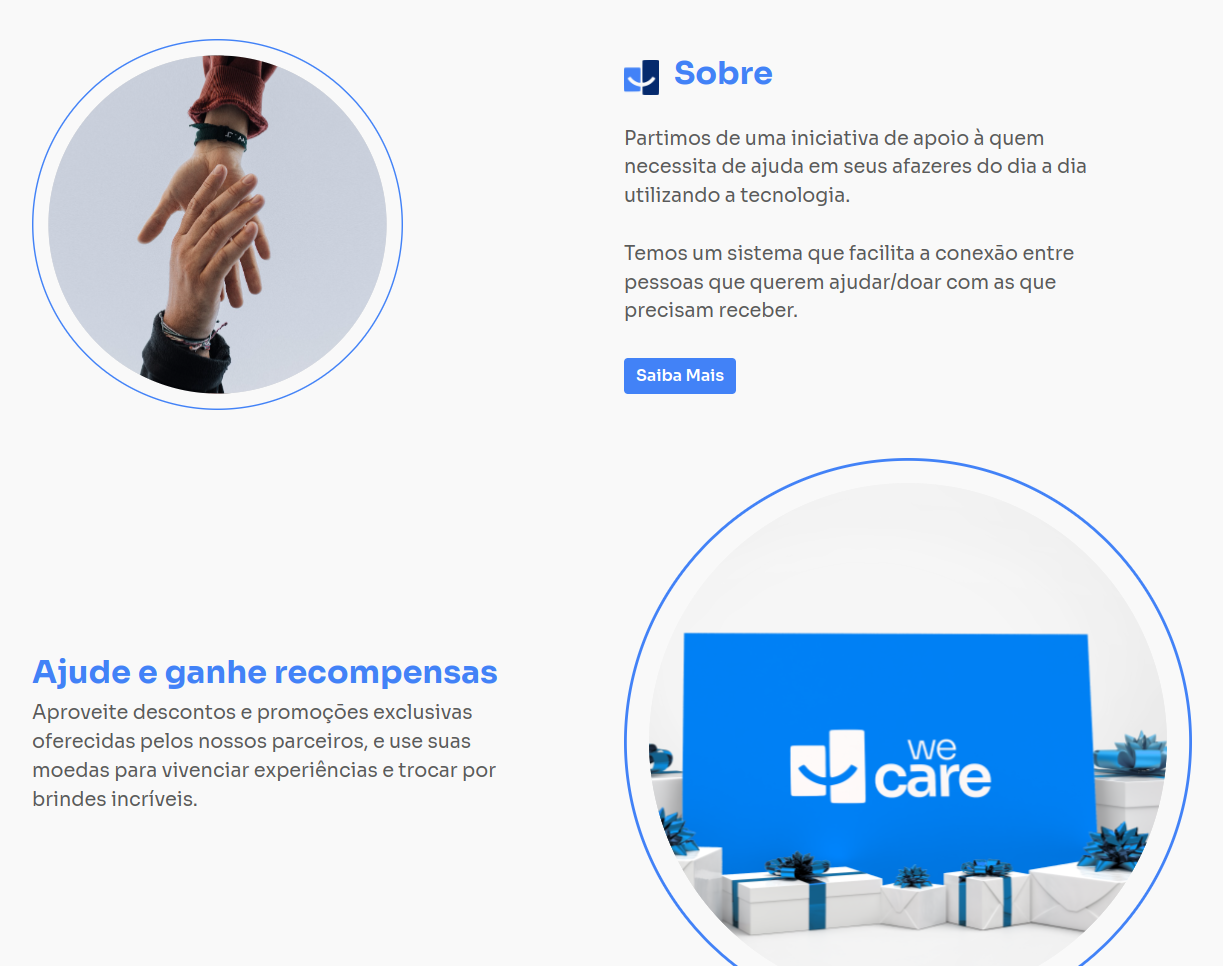 Sobre
Partimos de uma iniciativa de apoio à quem
necessita de ajuda em seus afazeres do dia a dia
utilizando a tecnologia.
Temos um sistema que facilita a conexão entre
pessoas que querem ajudar/doar com as que
precisam receber.
Saiba Mais
Ajude e ganhe recompensas
Aproveite descontos e promoções exclusivas
oferecidas pelos nossos parceiros, e use suas
moedas para vivenciar experiências e trocar por
brindes incríveis.
we
care